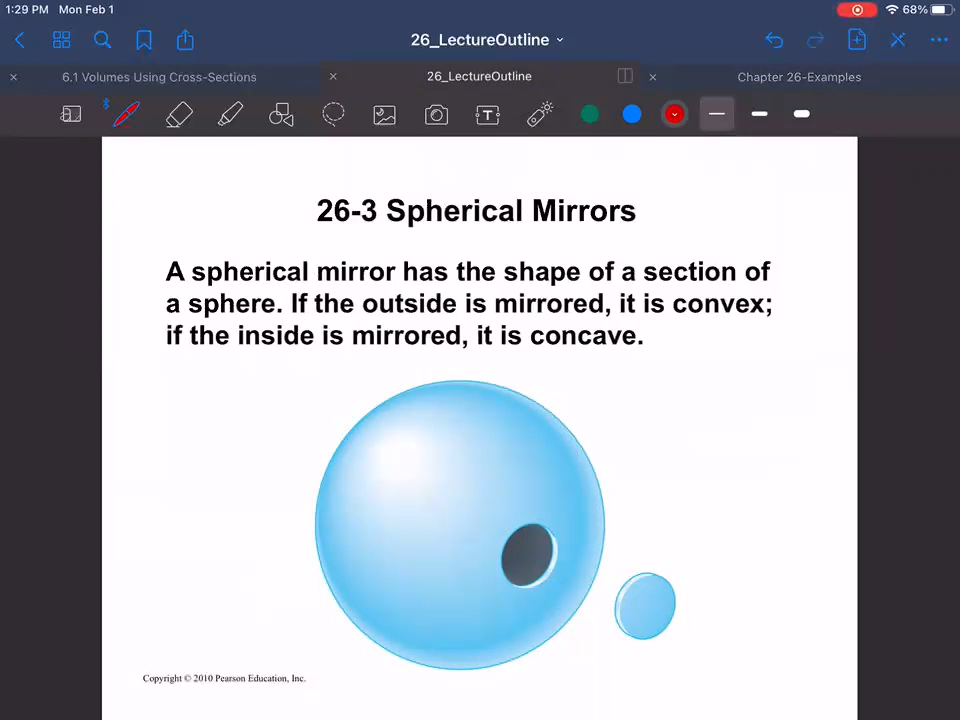 1:29 PM Mon Feb 1
68%
26_LectureOutline
6.1 Volumes Using Cross-Sections
26_LectureOutline
Chapter 26-Examples
T
26-3 Spherical Mirrors
A spherical mirror has the shape of a section of
a sphere. If the outside is mirrored, it is convex;
if the inside is mirrored, it is concave.
Copyright © 2010 Pearson Education, Inc.